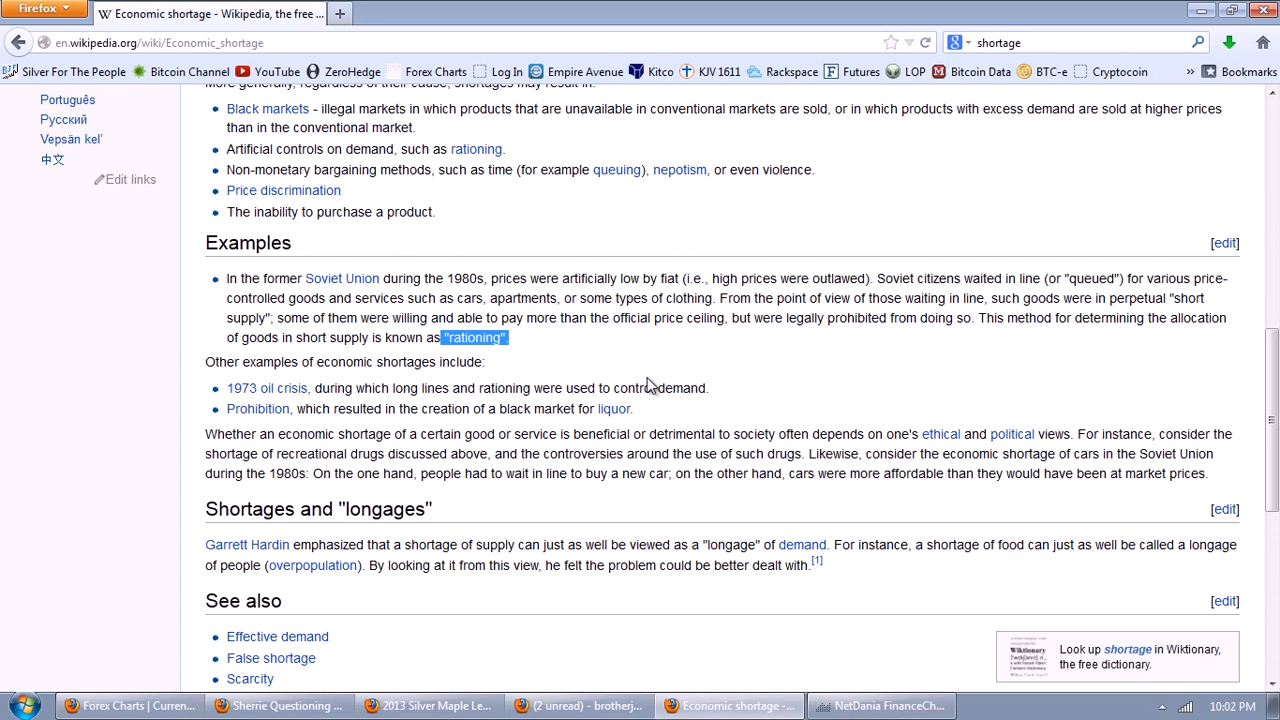 Firefox
Economic shortage - Wikipedia, the free ...
en.wikipedia.org/wiki/Economic_shortage
shortage
Silver For The People
Bitcoin Channel
YouTube
ZeroHedge
Forex Charts
Log In
Empire Avenue
Kitco
KJV 1611
Rackspace
Futures
LOP
Bitcoin Data
BTC-e
Cryptocoin
Bookmarks
Português
Русский
Vepsän kel'
中文
Edit links
More generally, regardless of their cause, shortages may result in:
Black markets - illegal markets in which products that are unavailable in conventional markets are sold, or in which products with excess demand are sold at higher prices
than in the conventional market.
Artificial controls on demand, such as rationing.
Non-monetary bargaining methods, such as time (for example queuing), nepotism, or even violence.
Price discrimination
The inability to purchase a product.
Examples
[edit]
In the former Soviet Union during the 1980s, prices were artificially low by fiat (i.e., high prices were outlawed). Soviet citizens waited in line (or "queued") for various price-
controlled goods and services such as cars, apartments, or some types of clothing. From the point of view of those waiting in line, such goods were in perpetual "short
supply"; some of them were willing and able to pay more than the official price ceiling, but were legally prohibited from doing so. This method for determining the allocation
of goods in short supply is known as "rationing".
Other examples of economic shortages include:
1973 oil crisis, during which long lines and rationing were used to control demand.
Prohibition, which resulted in the creation of a black market for liquor.
Whether an economic shortage of a certain good or service is beneficial or detrimental to society often depends on one's ethical and political views. For instance, consider the
shortage of recreational drugs discussed above, and the controversies around the use of such drugs. Likewise, consider the economic shortage of cars in the Soviet Union
during the 1980s: On the one hand, people had to wait in line to buy a new car; on the other hand, cars were more affordable than they would have been at market prices.
Shortages and "longages"
[edit]
Garrett Hardin emphasized that a shortage of supply can just as well be viewed as a "longage" of demand. For instance, a shortage of food can just as well be called a longage
of people (overpopulation). By looking at it from this view, he felt the problem could be better dealt with.[1]
See also
[edit]
Effective demand
False shortage
Scarcity
Look up shortage in Wiktionary,
the free dictionary.
Wiktionary
Forex Charts | Curren...
Sherrie Questioning ...
2013 Silver Maple Le...
(2 unread) - brotherj...
Economic shortage -...
NetDania FinanceCh...
10:02 PM